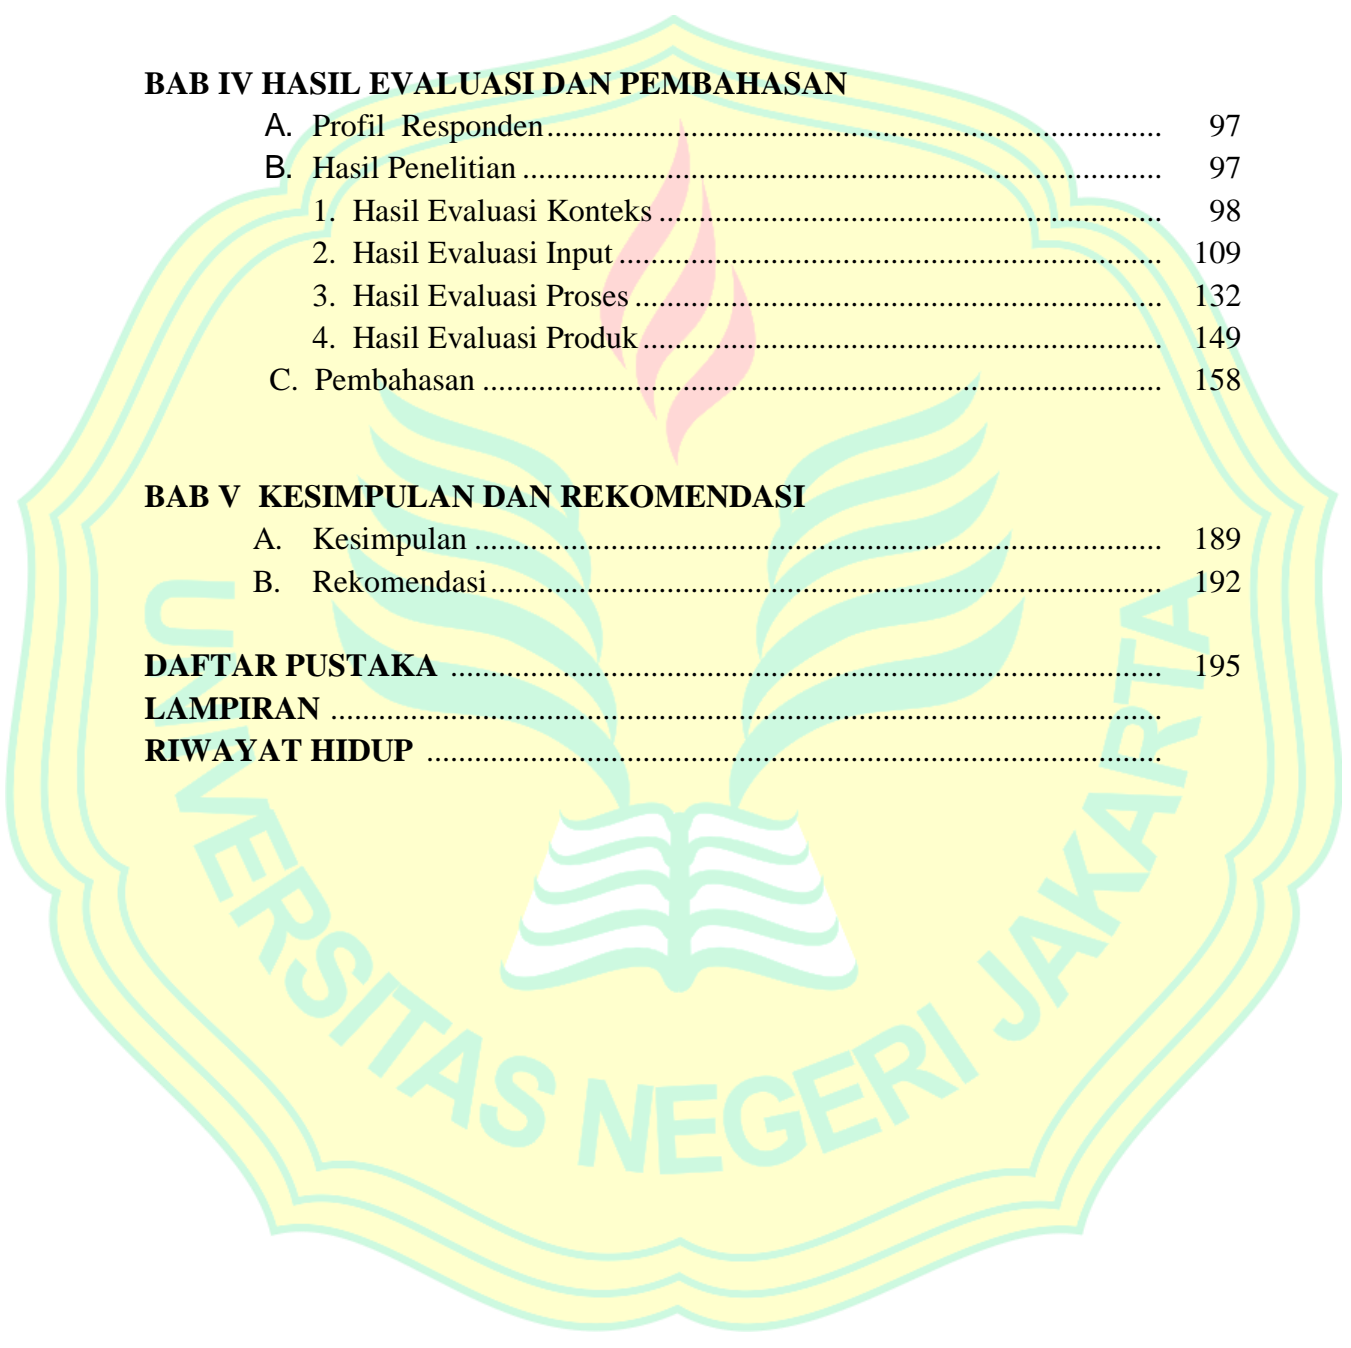 BAB IV HASIL EVALUASI DAN PEMBAHASAN
A. Profil Responden ........................................................................... 97
B. Hasil Penelitian .............................................................................. 97
1. Hasil Evaluasi Konteks ............................................................. 98
2. Hasil Evaluasi Input .................................................................. 109
3. Hasil Evaluasi Proses ................................................................ 132
4. Hasil Evaluasi Produk ............................................................... 149
C. Pembahasan ................................................................................... 158
BAB V KESIMPULAN DAN REKOMENDASI
A. Kesimpulan .................................................................................... 189
B. Rekomendasi .................................................................................. 192
DAFTAR PUSTAKA ....................................................................................... 195
LAMPIRAN .......................................................................................................
RIWAYAT HIDUP ...........................................................................................
UNIVERSITAS NEGERI JAKARTA